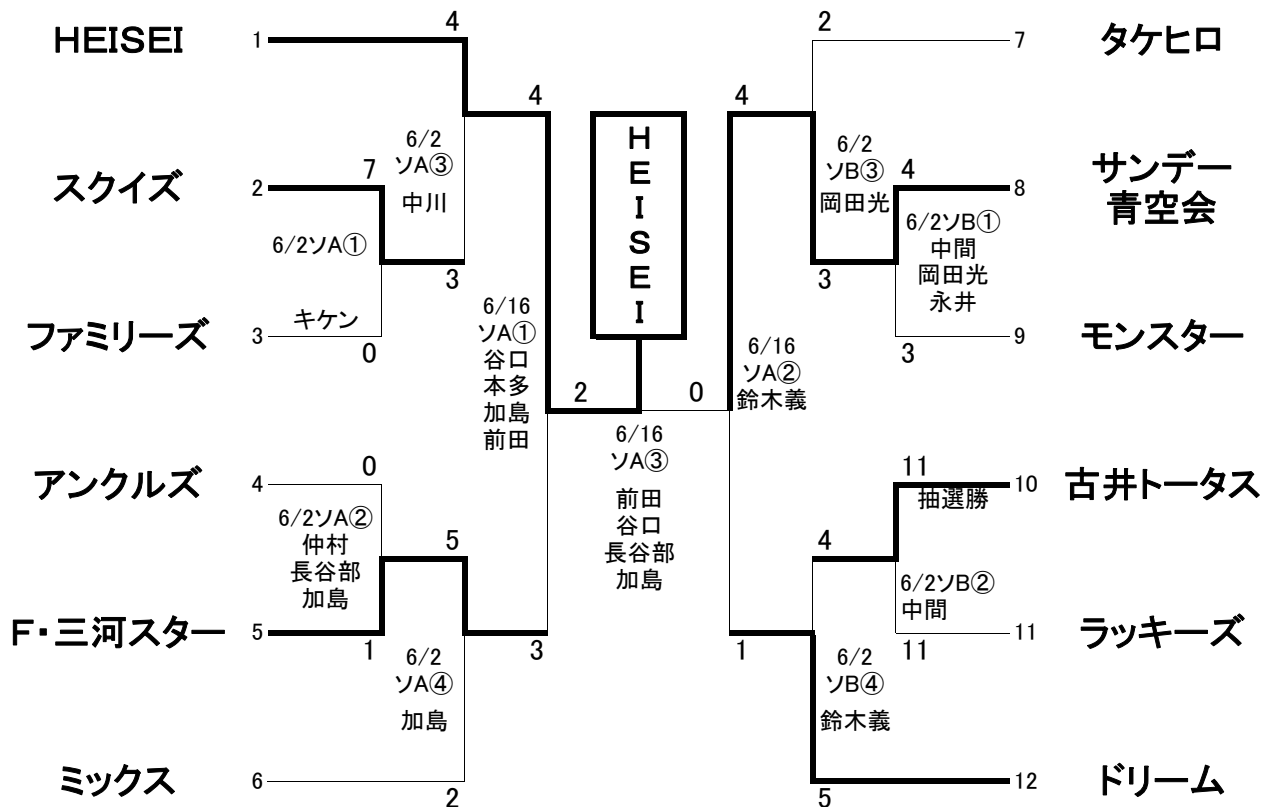 4
2
HEISEI
1
7
タケヒロ
4
4
HEISEI
6/2
ソA③
中川
6/2
ソB③
岡田光
スクイズ
2
7
4
8
サンデー
青空会
6/2ソA①
6/2ソB①
中間
岡田光
永井
3
3
ファミリーズ
3
キケン
0
6/16
ソA①
谷口
本多
加島
前田
6/16
ソA②
鈴木義
3
9
モンスター
2
0
6/16
ソA③
前田
谷口
長谷部
加島
アンクルズ
4
0
11
抽選勝
10
古井トータス
6/2ソA②
仲村
長谷部
加島
5
4
6/2ソB②
中間
F・三河スター
5
1
3
1
11
11
ラッキーズ
6/2
ソA④
加島
6/2
ソB④
鈴木義
ミックス
6
2
5
12
ドリーム